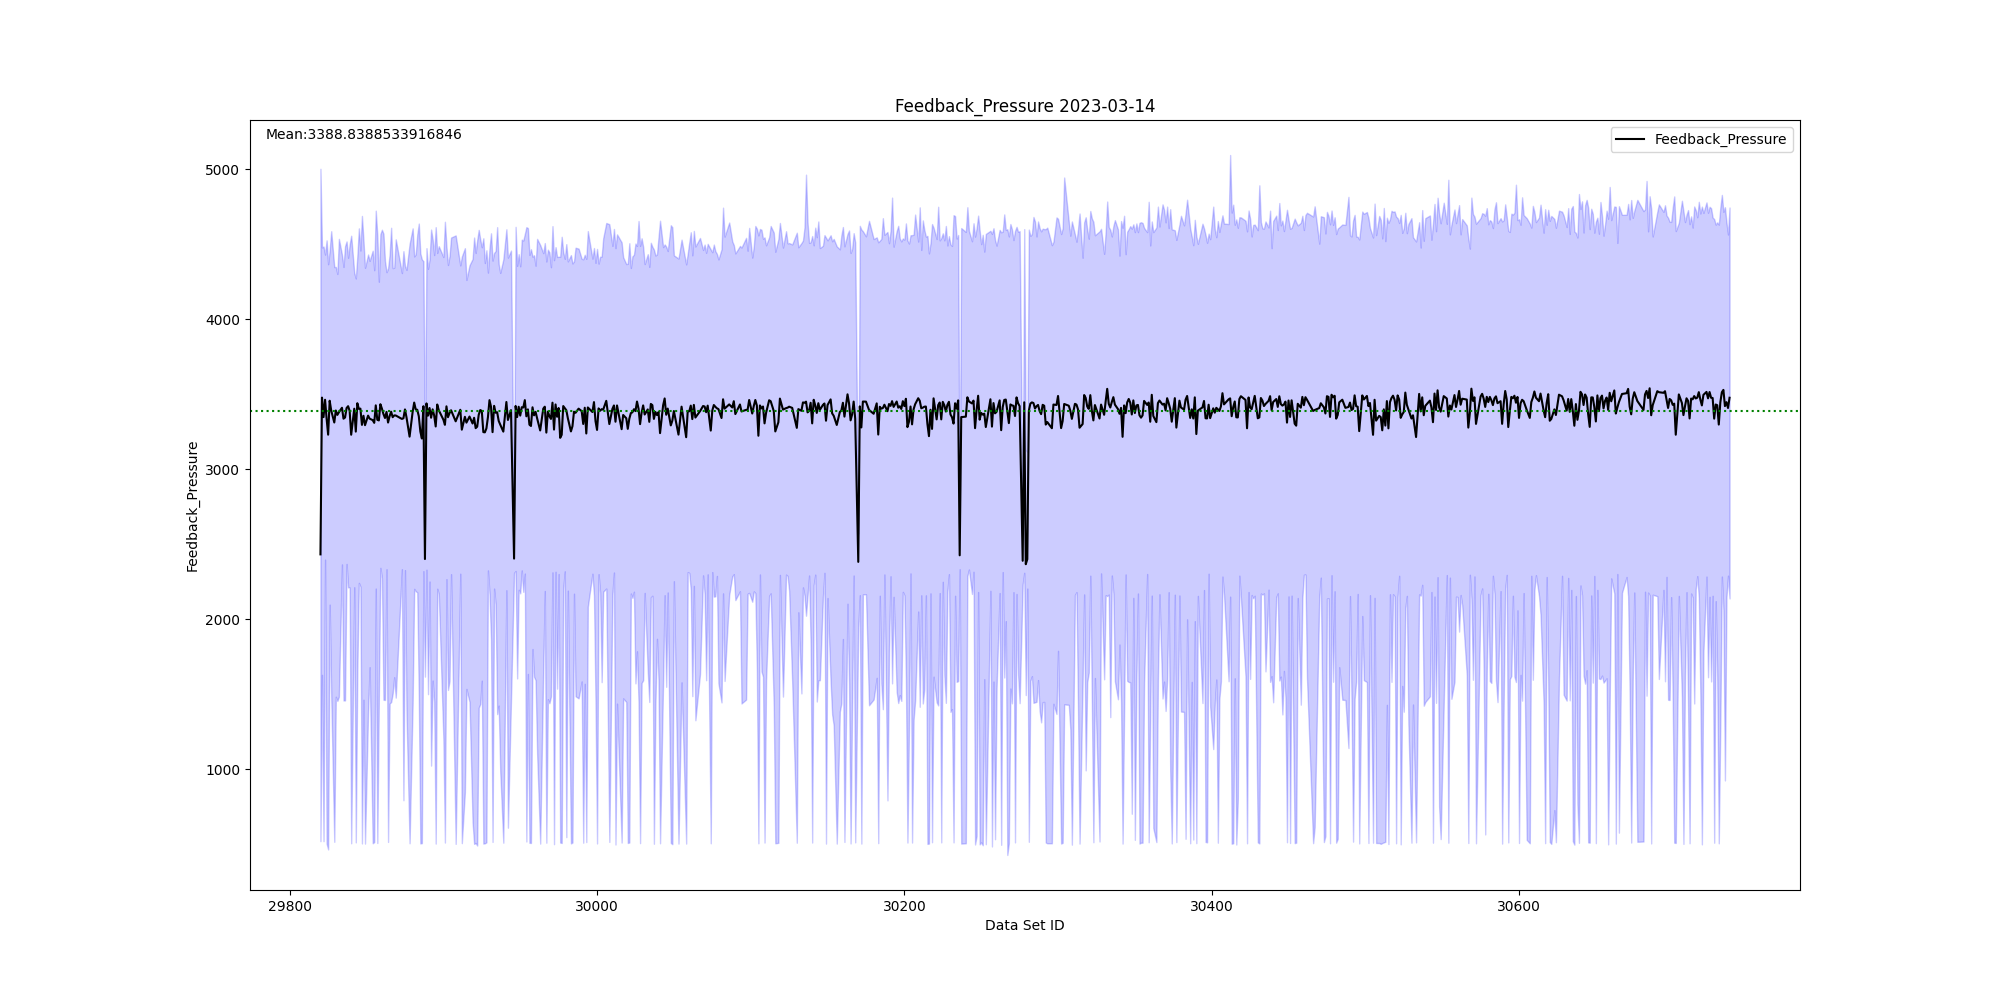 Feedback_Pressure 2023-03-14
Mean:3388.8388533916846
Feedback_Pressure
5000
4000
3000
2000
1000
Feedback_Pressure
29800
30000
30200
30400
30600
Data Set ID